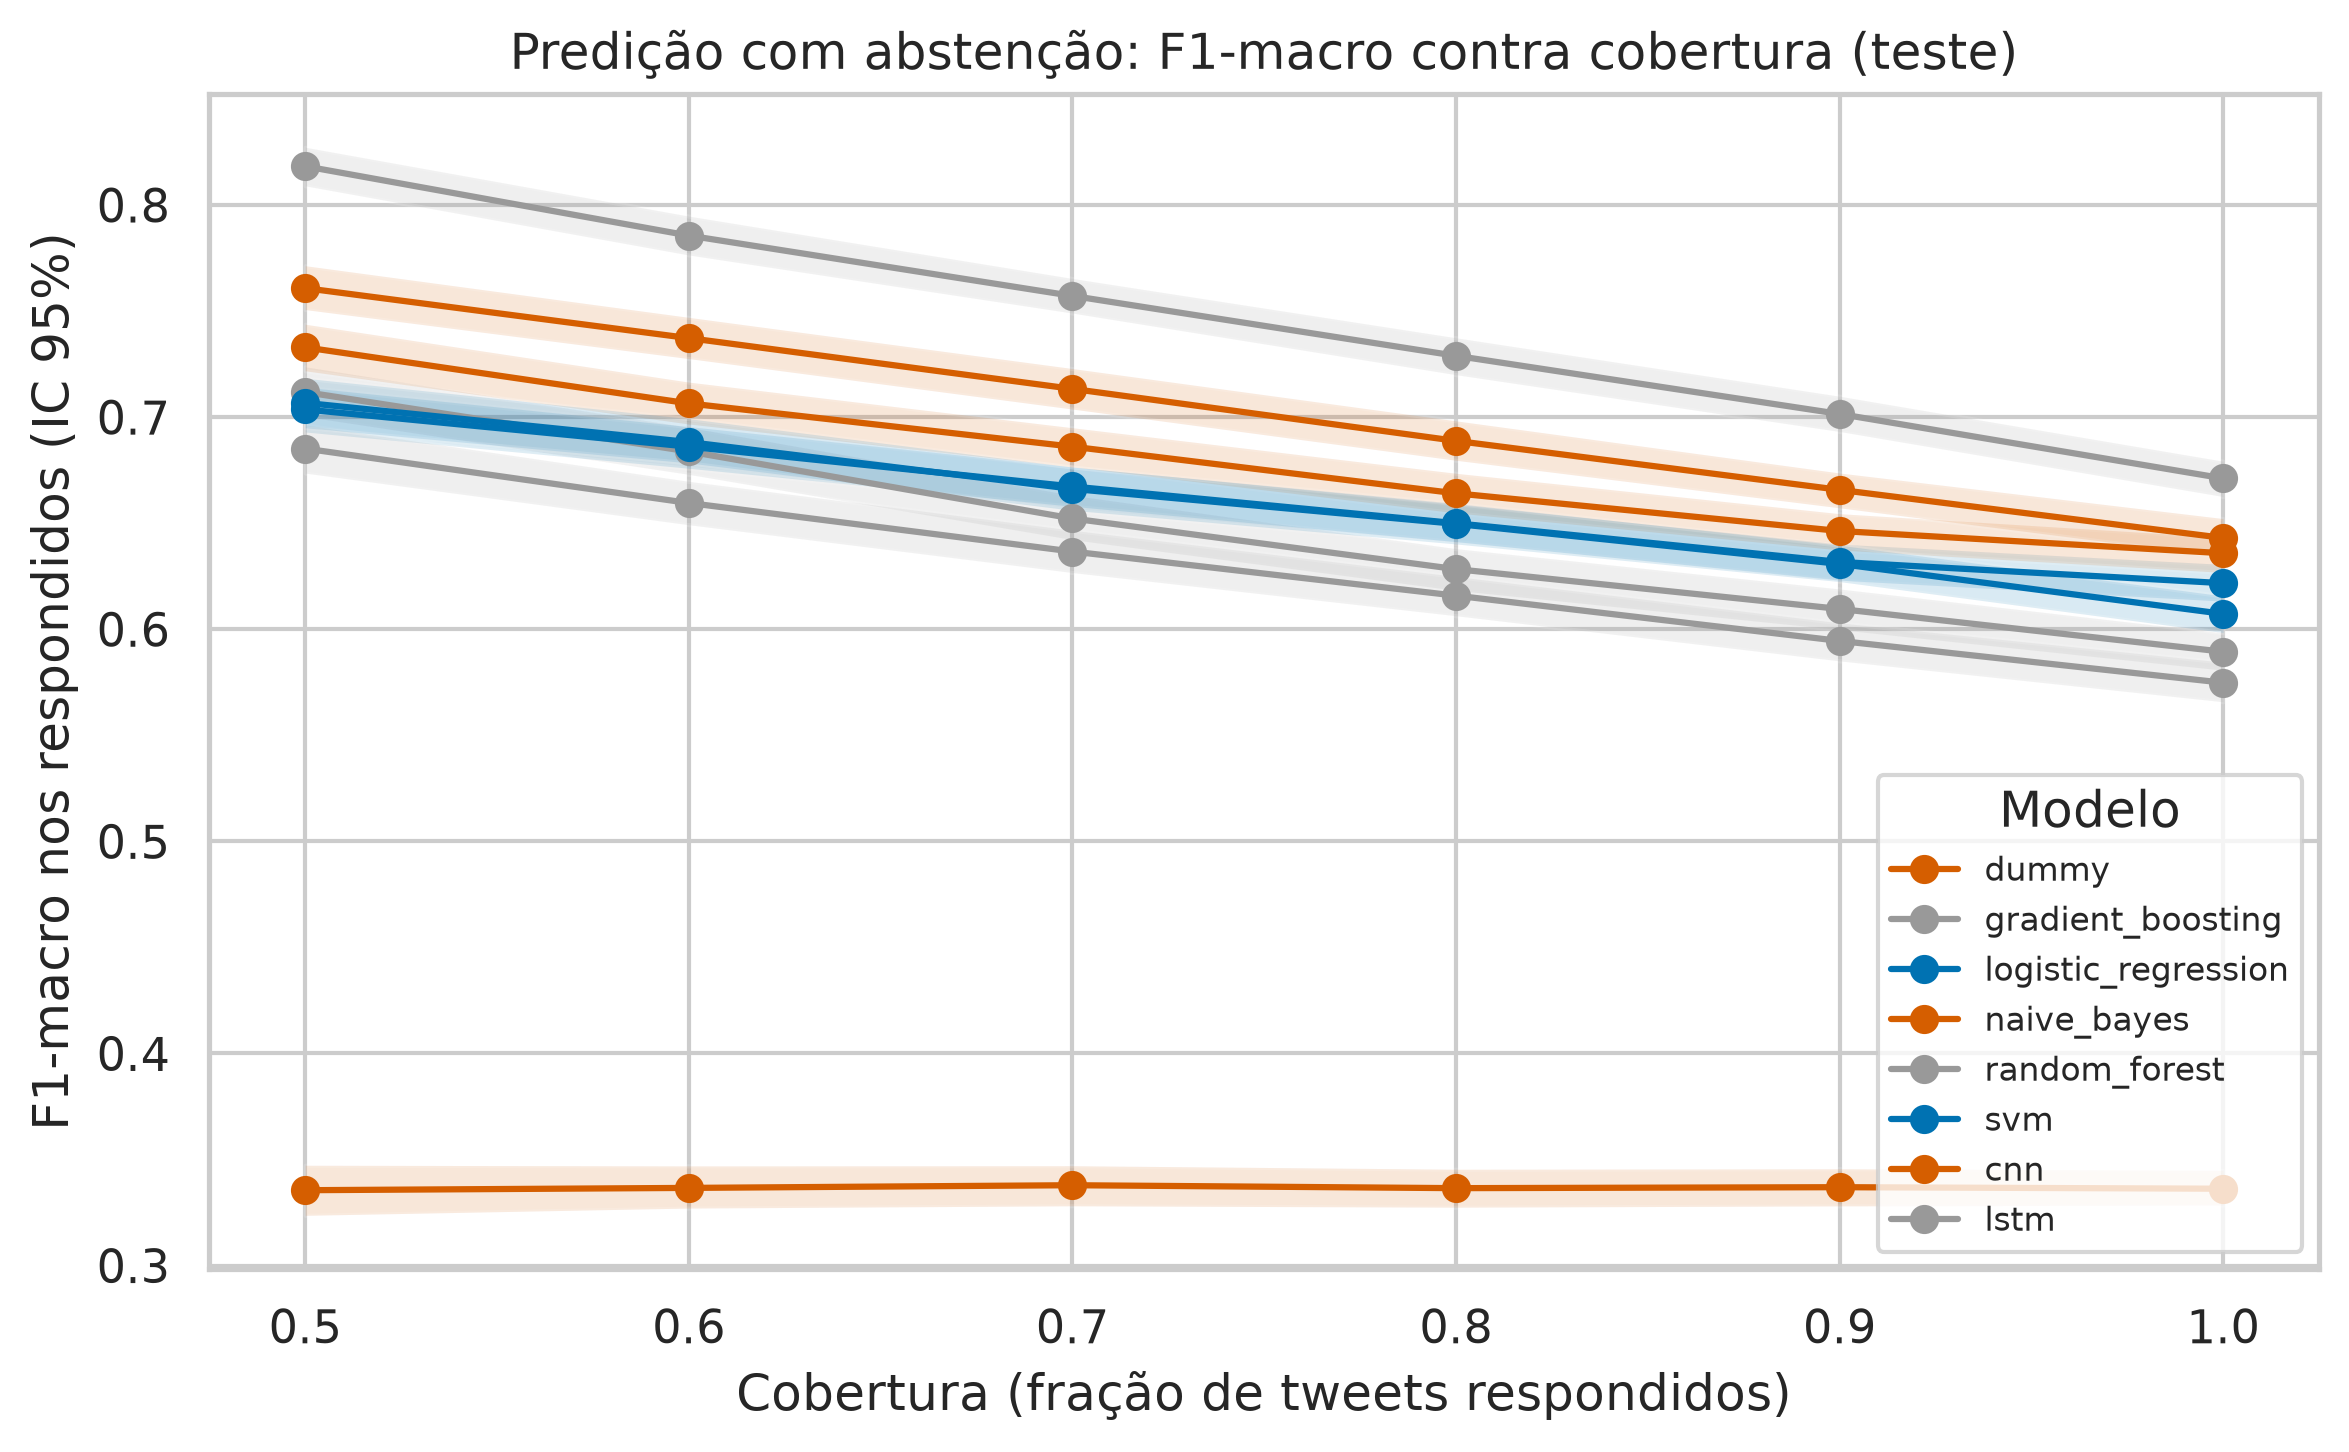 Predição com abstenção: F1-macro contra cobertura (teste)
F1-macro nos respondidos (IC 95%)
0.8
0.7
0.6
0.5
0.4
0.3
0.5
0.6
0.7
0.8
0.9
1.0
Cobertura (fração de tweets respondidos)
Modelo
dummy
gradient_boosting
logistic_regression
naive_bayes
random_forest
svm
cnn
lstm